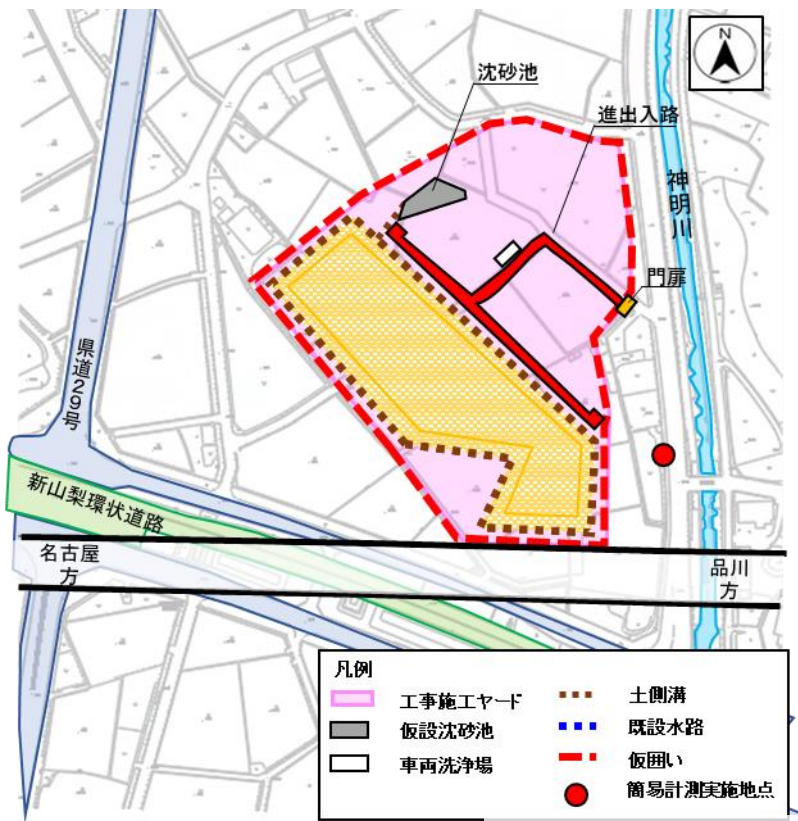 N
沈砂池
進出入路
神明川
門扉
県道29号
新山梨環状道路
名古屋
方
品川
方
凡例
工事施工ヤード
仮設沈砂池
車両洗浄場
土側溝
既設水路
仮囲い
簡易計測実施地点